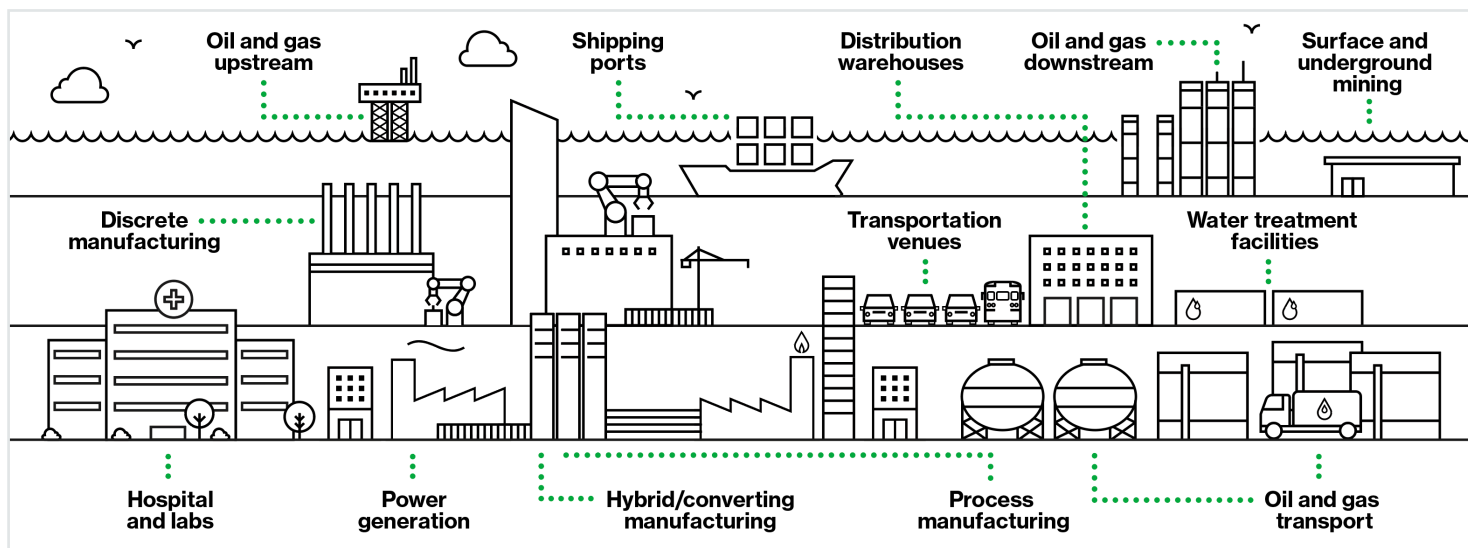 Oil and gas
upstream
Shipping
ports
Distribution
warehouses
Oil and gas
downstream
Surface and
underground
mining
Discrete
manufacturing
Transportation
venues
Water treatment
facilities
Hospital
and labs
Power
generation
Hybrid/converting
manufacturing
Process
manufacturing
Oil and gas
transport